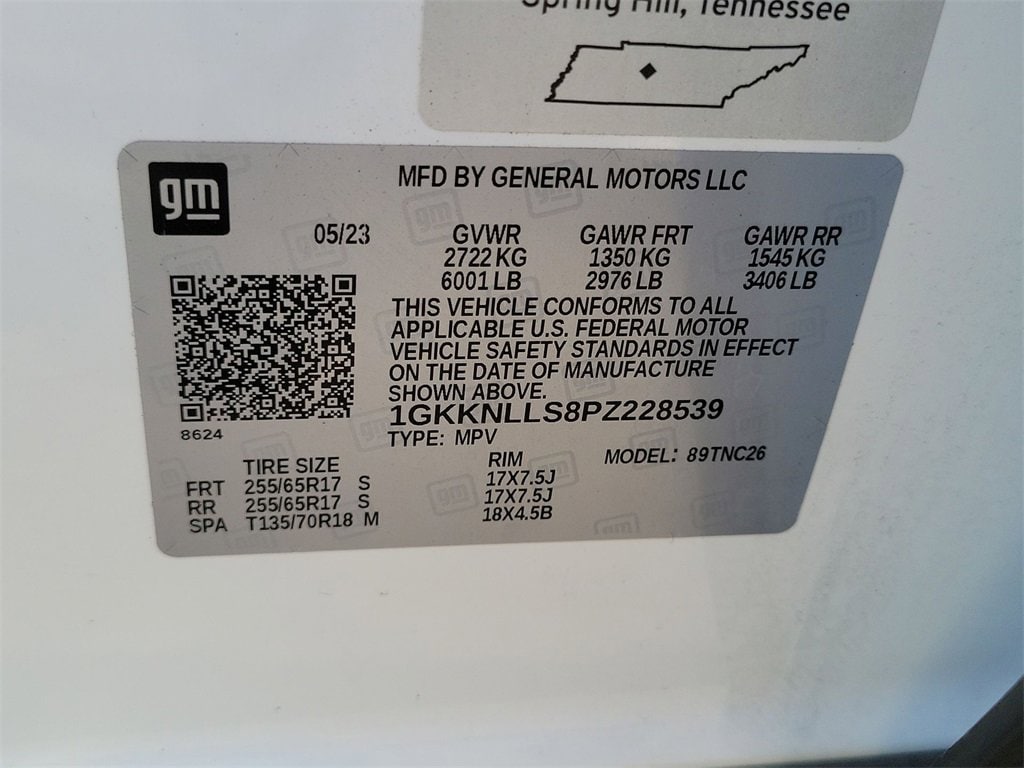 Spring Hill, Tennessee
gm
MFD BY GENERAL MOTORS LLC
05/23
GVWR GAWR FRT GAWR RR
2722 KG 1350 KG 1545 KG
6001 LB 2976 LB 3406 LB
THIS VEHICLE CONFORMS TO ALL
APPLICABLE U.S. FEDERAL MOTOR
VEHICLE SAFETY STANDARDS IN EFFECT
ON THE DATE OF MANUFACTURE
SHOWN ABOVE.
1GKKNLLS8PZ228539
8624
TYPE: MPV
MODEL: 89TNC26
TIRE SIZE RIM
FRT 255/65R17 S 17X7.5J
RR 255/65R17 S 17X7.5J
SPA T135/70R18 M 18X4.5B